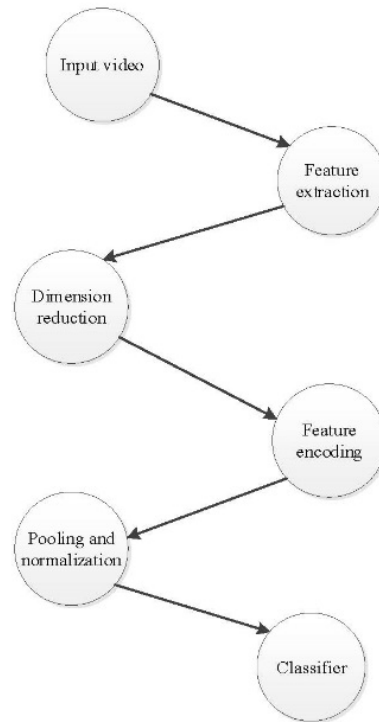 Input video
Feature
extraction
Dimension
reduction
Feature
encoding
Pooling and
normalization
Classifier